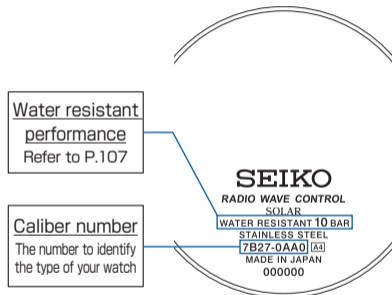 Water resistant
performance
Refer to P.107
Caliber number
The number to identify
the type of your watch
SEIKO
RADIO WAVE CONTROL
SOLAR
WATER RESISTANT 10 BAR
STAINLESS STEEL
7B27-0AA0 A4
MADE IN JAPAN
000000